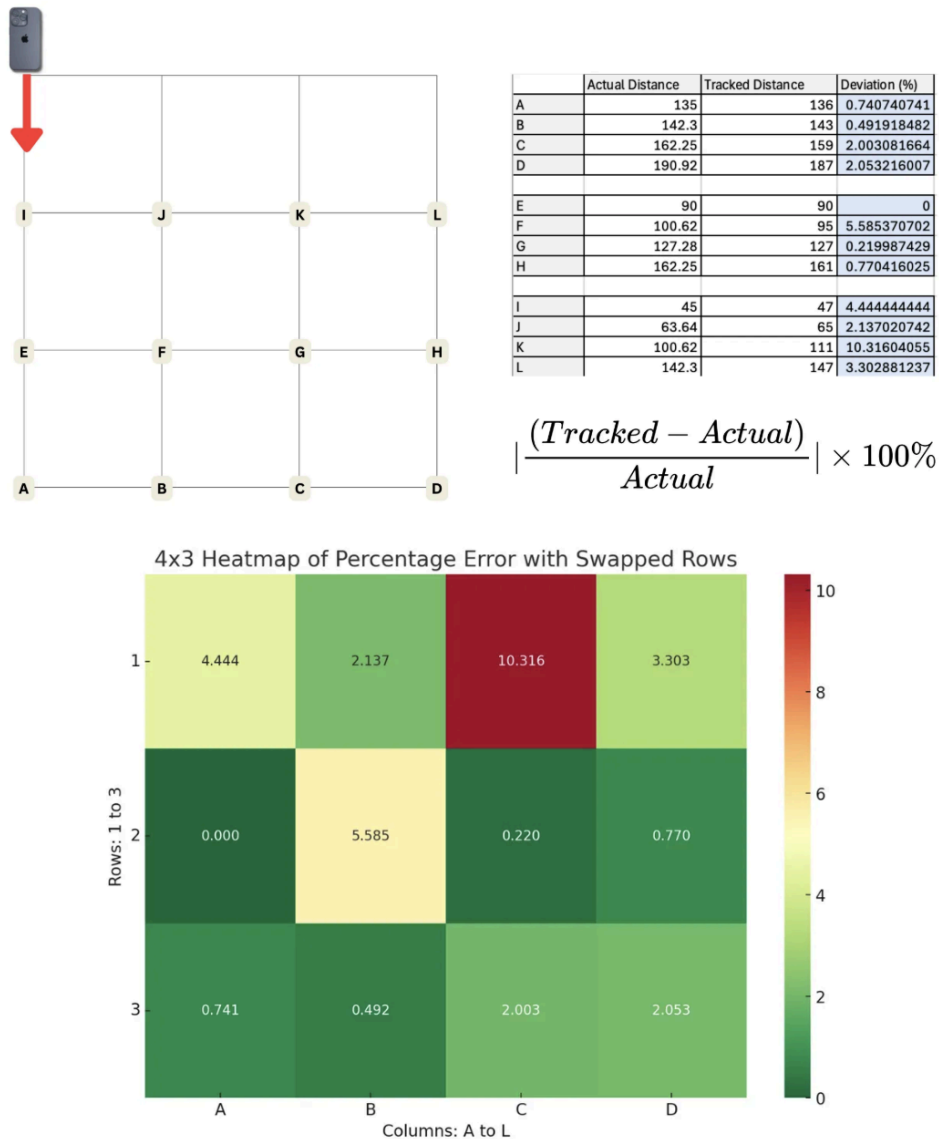 I J K L
E F G H
A B C D
Actual Distance Tracked Distance Deviation (%)
A 135 136 0.740740741
B 142.3 143 0.491918482
C 162.25 159 2.003081664
D 190.92 187 2.053216007
E 90 90 0
F 100.62 95 5.585370702
G 127.28 127 0.219987429
H 162.25 161 0.770416025
I 45 47 4.444444444
J 63.64 65 2.137020742
K 100.62 111 10.31604055
L 142.3 147 3.302881237
|(Tracked − Actual)/Actual| × 100%
4x3 Heatmap of Percentage Error with Swapped Rows
1 4.444 2.137 10.316 3.303
2 0.000 5.585 0.220 0.770
3 0.741 0.492 2.003 2.053
A B C D
Columns: A to L
Rows: 1 to 3
10
8
6
4
2
0